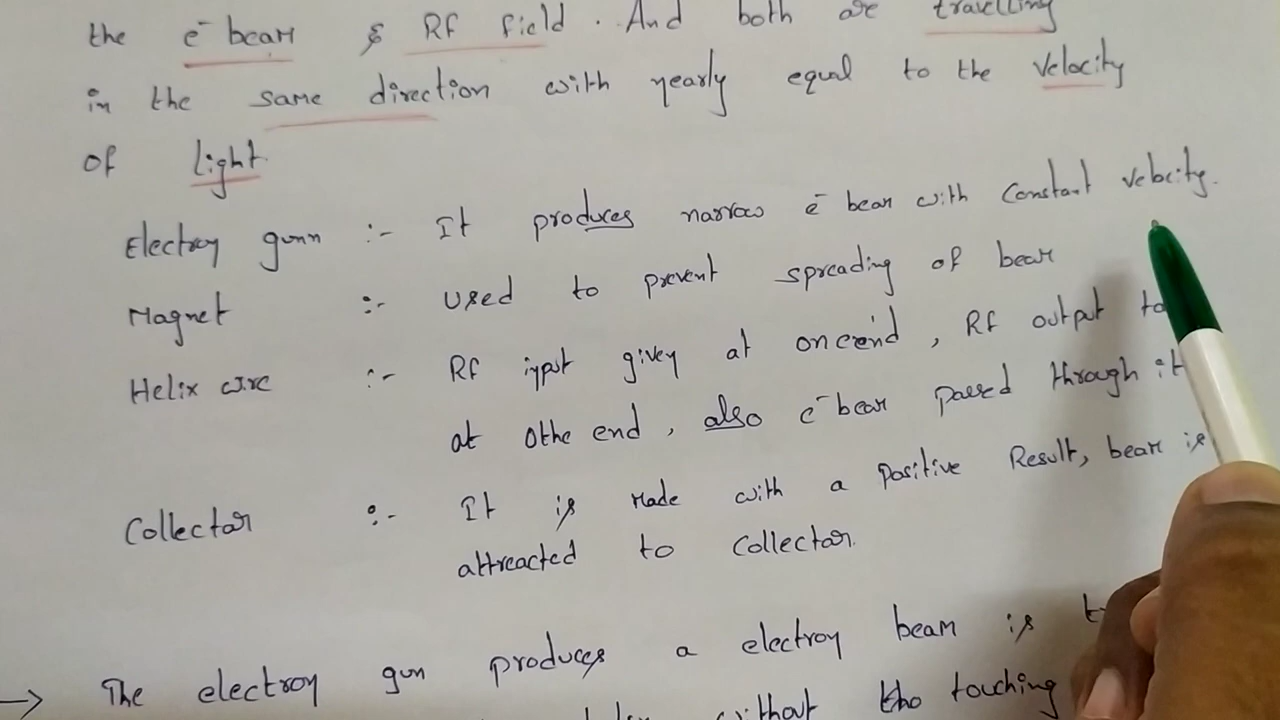 the e⁻ beam & RF field. And both are travelling
in the same direction with nearly equal to the velocity
of light.
Electron gunn :- It produces narrow e⁻ beam with constant velocity.
Magnet :- Used to prevent spreading of beam
Helix wire :- RF input given at one end, RF output
at othe end, also e⁻ beam passed through it
Collector :- It is made with a positive Result, beam is
attreacted to collector.
→ The electron gun produces a electron beam is
without the touching